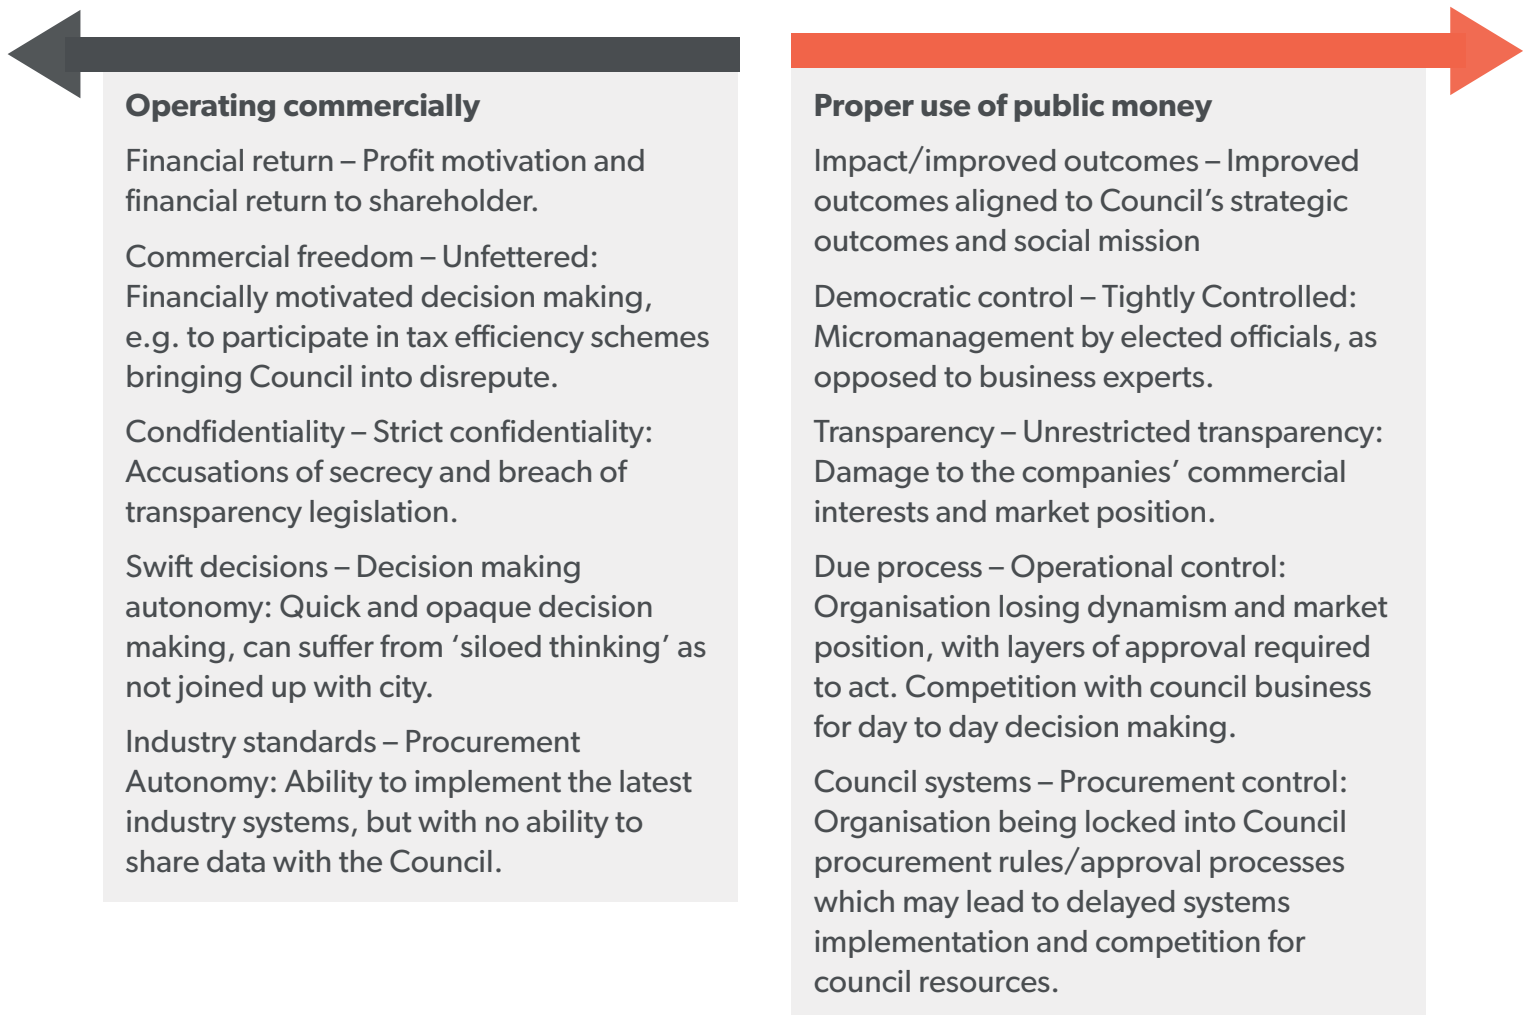 Operating commercially
Financial return – Profit motivation and
financial return to shareholder.
Commercial freedom – Unfettered:
Financially motivated decision making,
e.g. to participate in tax efficiency schemes
bringing Council into disrepute.
Condfidentiality – Strict confidentiality:
Accusations of secrecy and breach of
transparency legislation.
Swift decisions – Decision making
autonomy: Quick and opaque decision
making, can suffer from ‘siloed thinking’ as
not joined up with city.
Industry standards – Procurement
Autonomy: Ability to implement the latest
industry systems, but with no ability to
share data with the Council.
Proper use of public money
Impact/improved outcomes – Improved
outcomes aligned to Council’s strategic
outcomes and social mission
Democratic control – Tightly Controlled:
Micromanagement by elected officials, as
opposed to business experts.
Transparency – Unrestricted transparency:
Damage to the companies’ commercial
interests and market position.
Due process – Operational control:
Organisation losing dynamism and market
position, with layers of approval required
to act. Competition with council business
for day to day decision making.
Council systems – Procurement control:
Organisation being locked into Council
procurement rules/approval processes
which may lead to delayed systems
implementation and competition for
council resources.